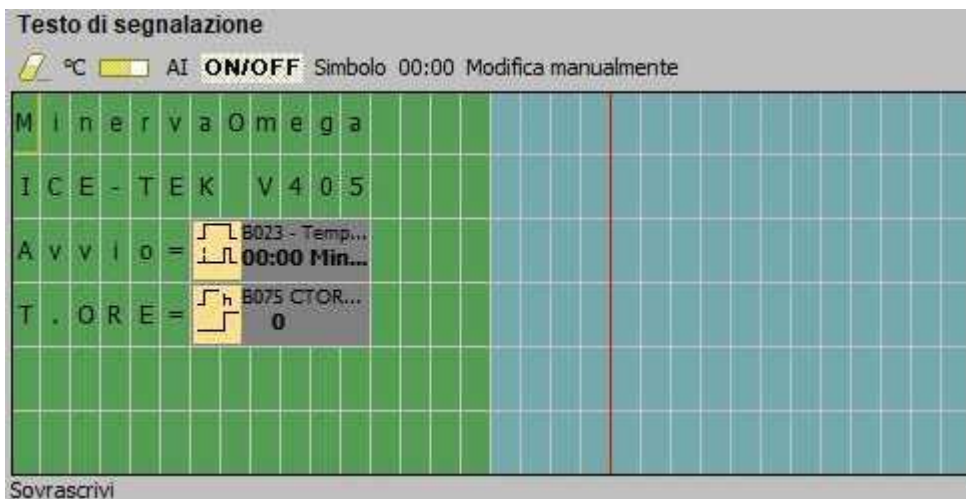 Testo di segnalazione
°C AI ON/OFF Simbolo 00:00 Modifica manualmente
MinervaOmega
ICE-TEK V405
Avvio= B023 - Temp...
00:00 Min...
T.ORE= B075 CTOR...
0
Sovrascrivi